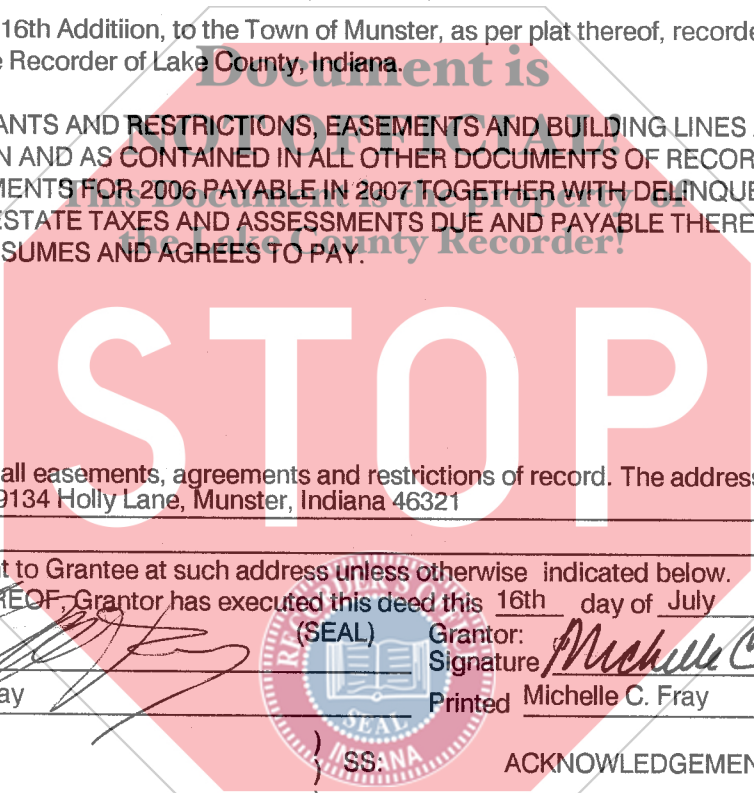 16th Additiion, to the Town of Munster, as per plat thereof, recorde
e Recorder of Lake County, Indiana.
Document is
NOT OFFICIAL!
This Document is the property of
the Lake County Recorder!
ANTS AND RESTRICTIONS, EASEMENTS AND BUILDING LINES
N AND AS CONTAINED IN ALL OTHER DOCUMENTS OF RECOR
MENTS FOR 2006 PAYABLE IN 2007 TOGETHER WITH DELINQUE
ESTATE TAXES AND ASSESSMENTS DUE AND PAYABLE THERE
SUMES AND AGREES TO PAY.
STOP
all easements, agreements and restrictions of record. The address
9134 Holly Lane, Munster, Indiana 46321
t to Grantee at such address unless otherwise indicated below.
REOF, Grantor has executed this deed this 16th day of July
(SEAL) Grantor:
Signature Michelle C
ay Printed Michelle C. Fray
RECORDER'S OF
SEAL
INDIANA
SS: ACKNOWLEDGEMEN